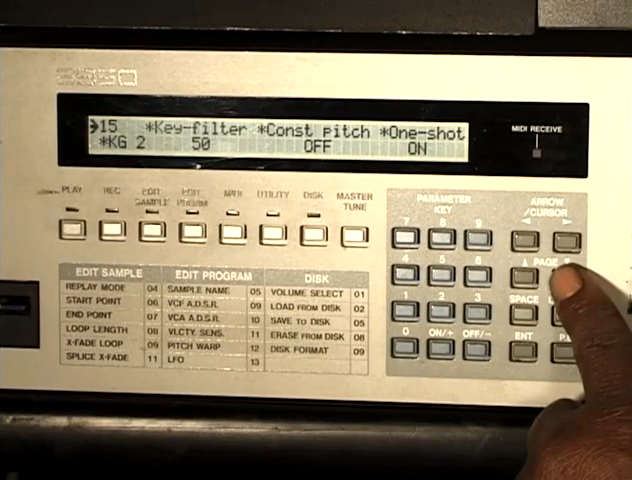 →15 *Key-filter *Const pitch *One-shot
*KG 2 50 OFF ON
MIDI RECEIVE
PLAY REC EDIT SAMPLE EDIT PROGRAM MIDI UTILITY DISK MASTER TUNE
PARAMETER KEY
ARROW /CURSOR
◀ ▶
7 8 9
▲ PAGE ▼
4 5 6
1 2 3
SPACE
0 ON/+ OFF/-
ENT
EDIT SAMPLE
REPLAY MODE 04
START POINT 06
END POINT 07
LOOP LENGTH 08
X-FADE LOOP 09
SPLICE X-FADE 11
EDIT PROGRAM
SAMPLE NAME 05
VCF A.D.S.R. 09
VCA A.D.S.R. 10
VLCTY. SENS. 11
PITCH WARP 12
LFO 13
DISK
VOLUME SELECT 01
LOAD FROM DISK 02
SAVE TO DISK 05
ERASE FROM DISK 08
DISK FORMAT 09